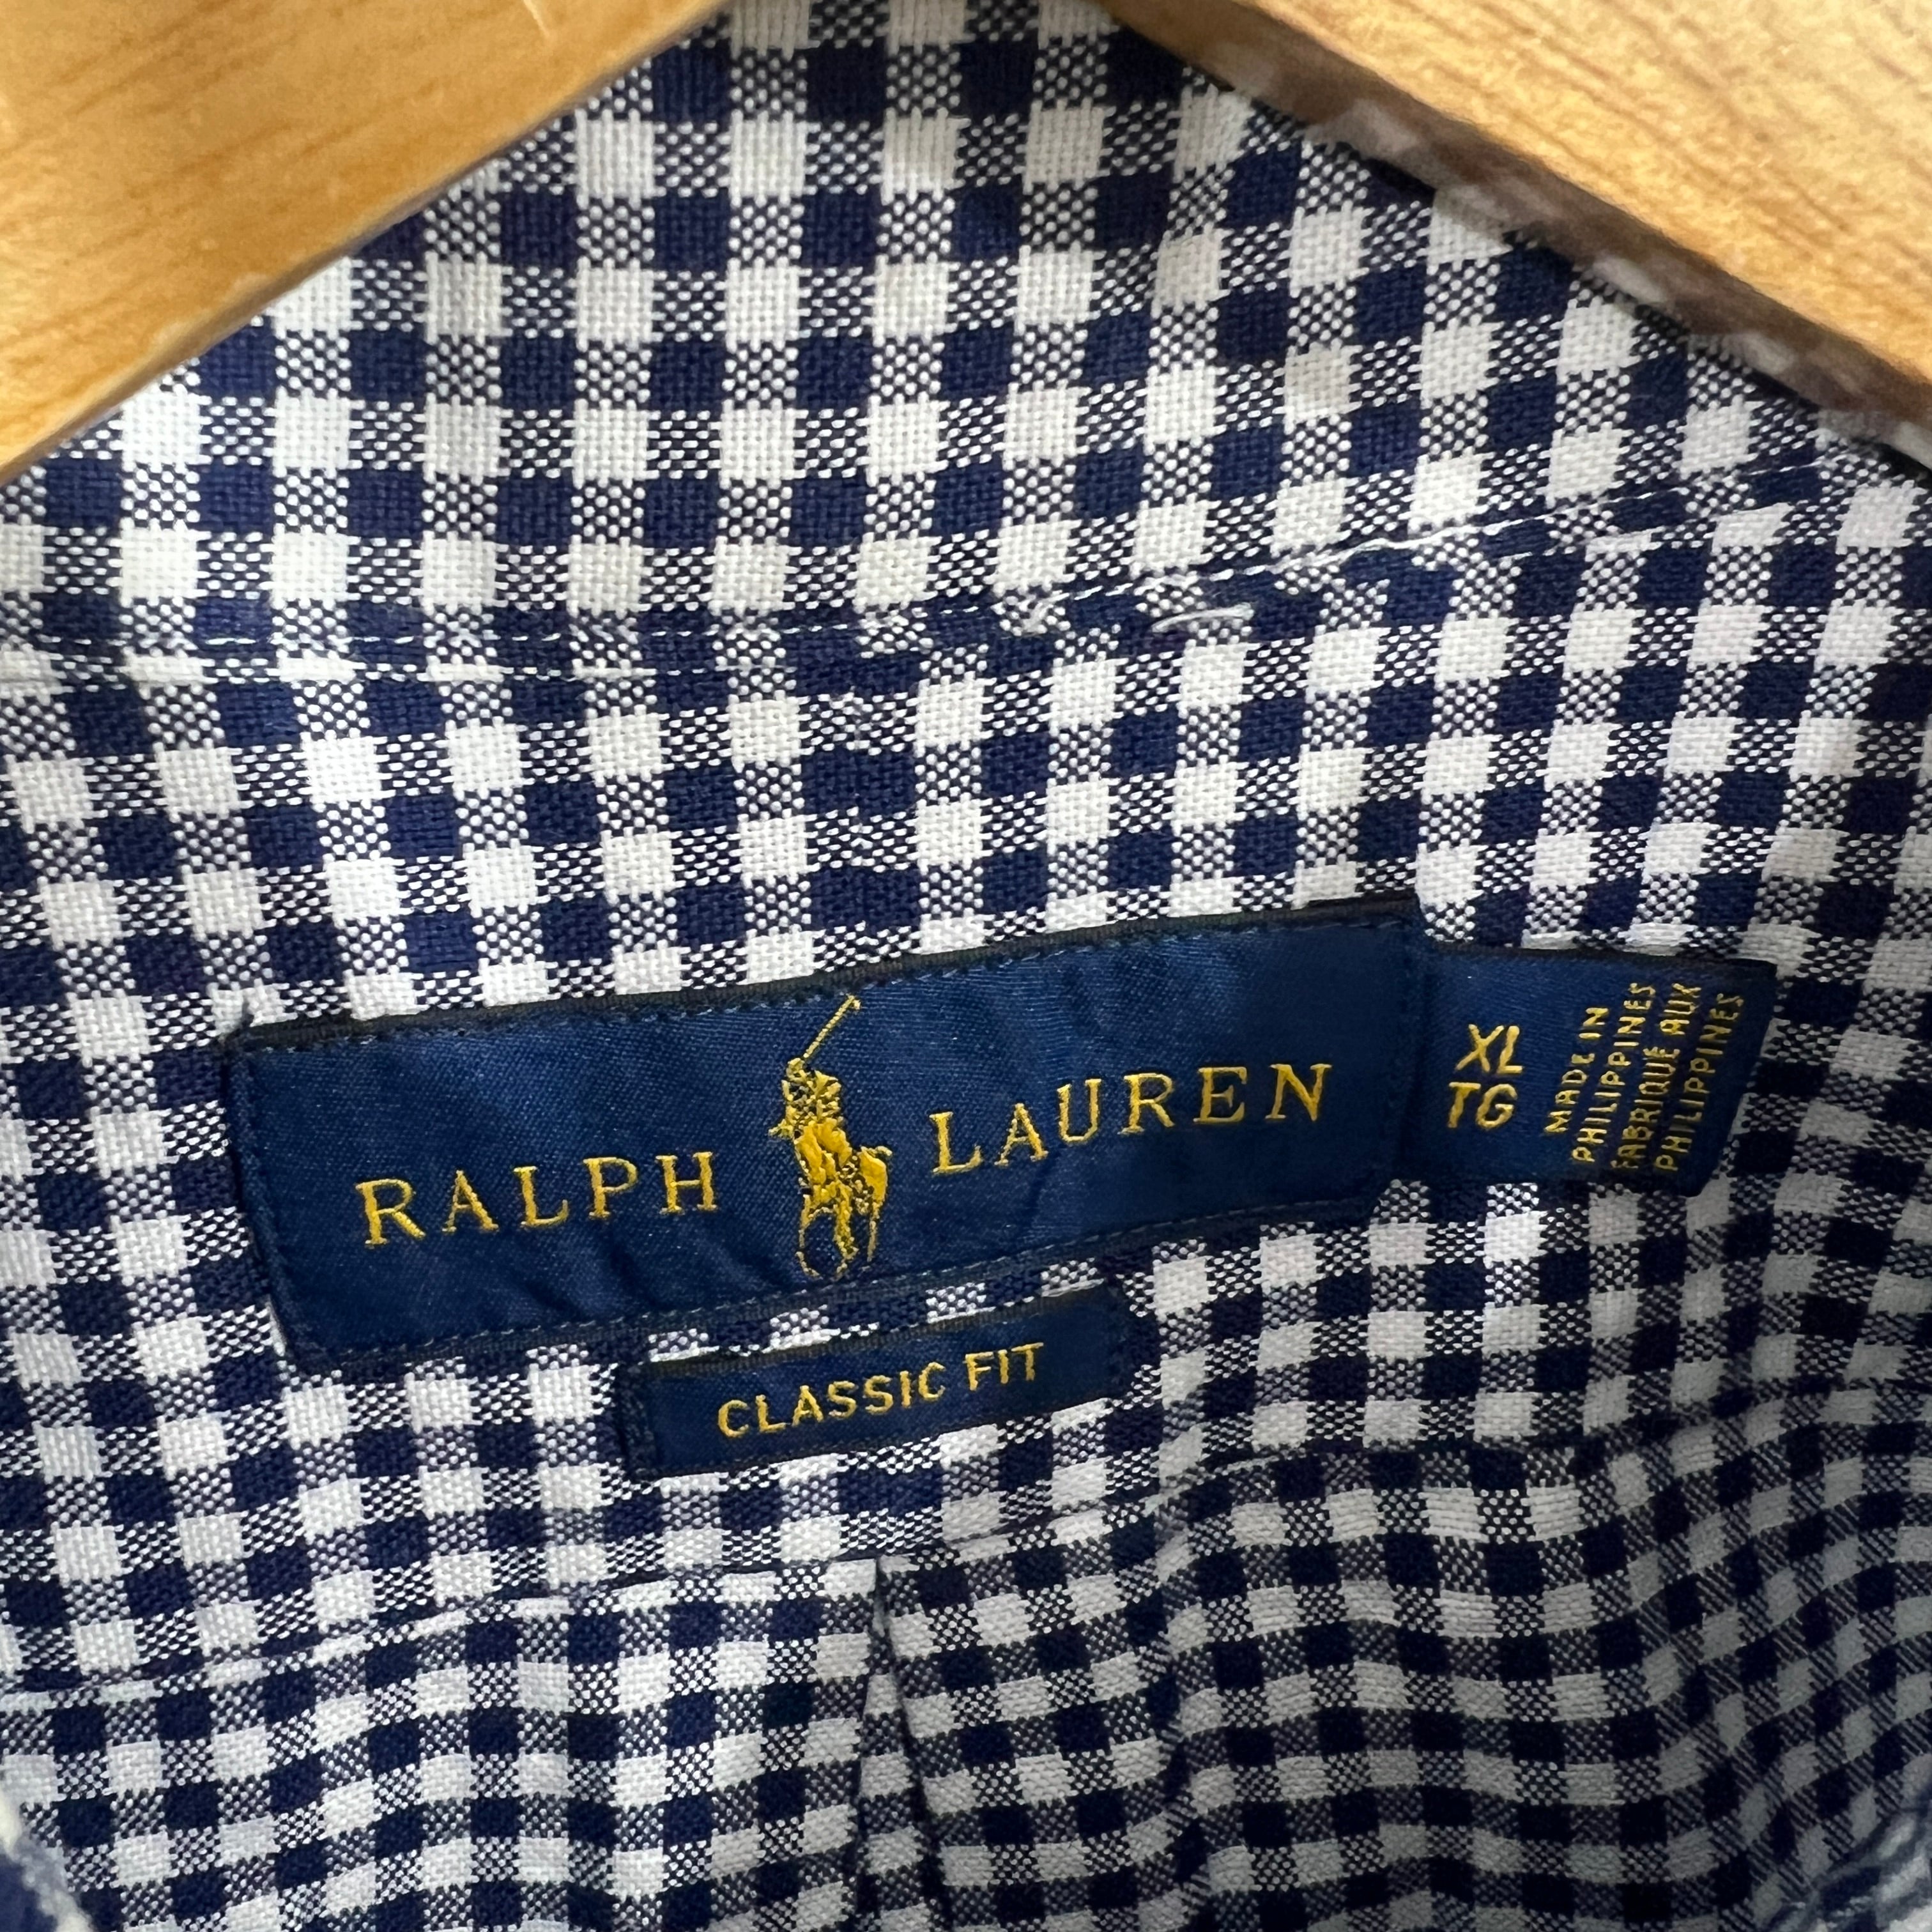 RALPH LAUREN
XL
TG
MADE IN
PHILIPPINES
FABRIQUÉ AUX
PHILIPPINES
CLASSIC FIT